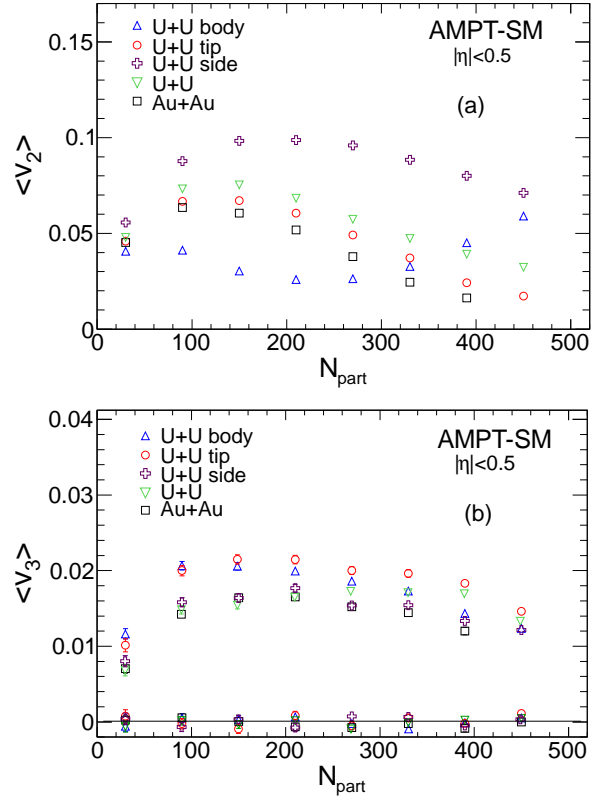 0.15
0.1
0.05
0
<v2>
U+U body
U+U tip
U+U side
U+U
Au+Au
AMPT-SM
|η|<0.5
(a)
0 100 200 300 400 500
Npart
0.04
0.03
0.02
0.01
0
<v3>
U+U body
U+U tip
U+U side
U+U
Au+Au
AMPT-SM
|η|<0.5
(b)
0 100 200 300 400 500
Npart